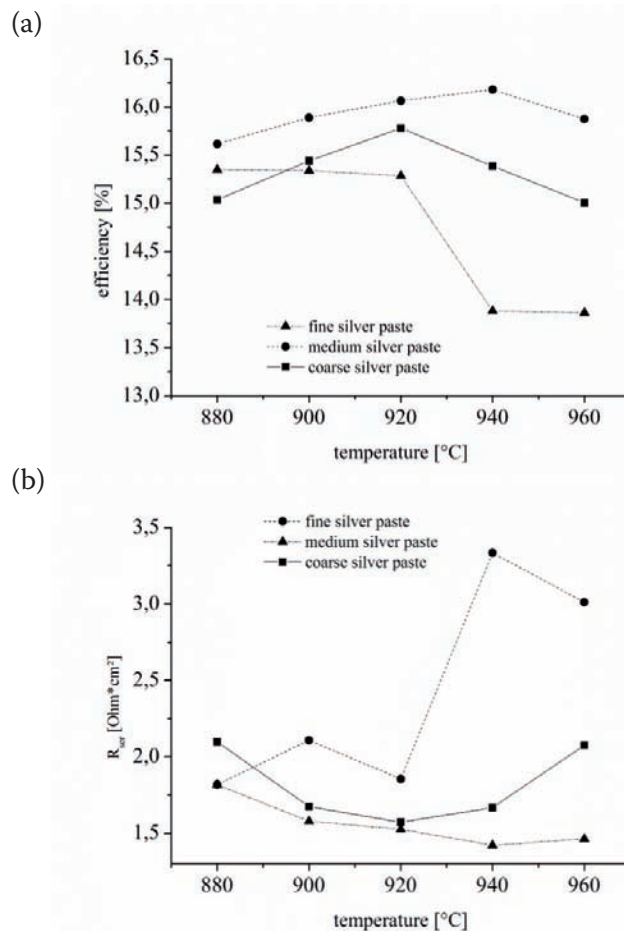 (a)
16,5
16,0
15,5
15,0
14,5
14,0
13,5
13,0
efficiency [%]
fine silver paste
medium silver paste
coarse silver paste
880 900 920 940 960
temperature [°C]
(b)
fine silver paste
medium silver paste
coarse silver paste
3,5
3,0
2,5
2,0
1,5
R_ser [Ohm*cm²]
880 900 920 940 960
temperature [°C]